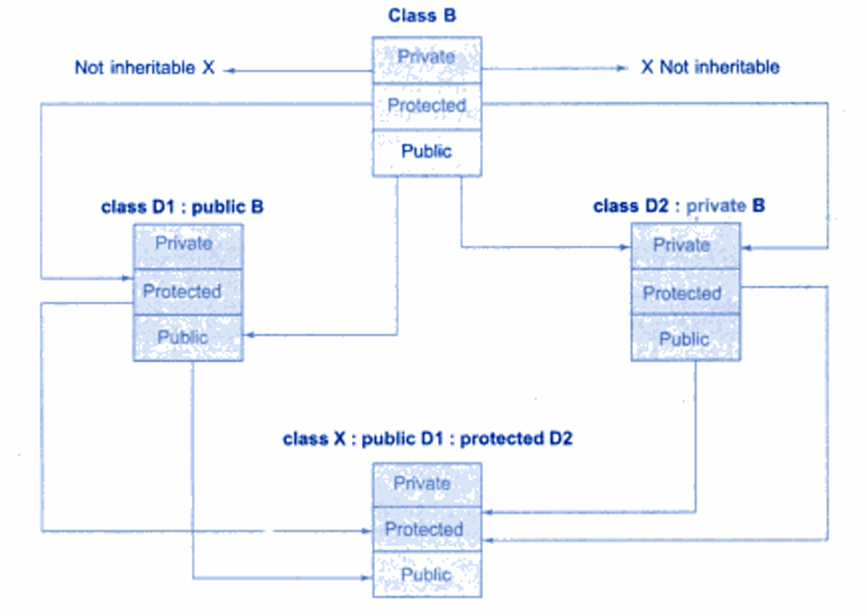 Class B
Private
Not inheritable X
X Not inheritable
Protected
Public
class D1 : public B
class D2 : private B
Private
Private
Protected
Protected
Public
Public
class X : public D1 : protected D2
Private
Protected
Public